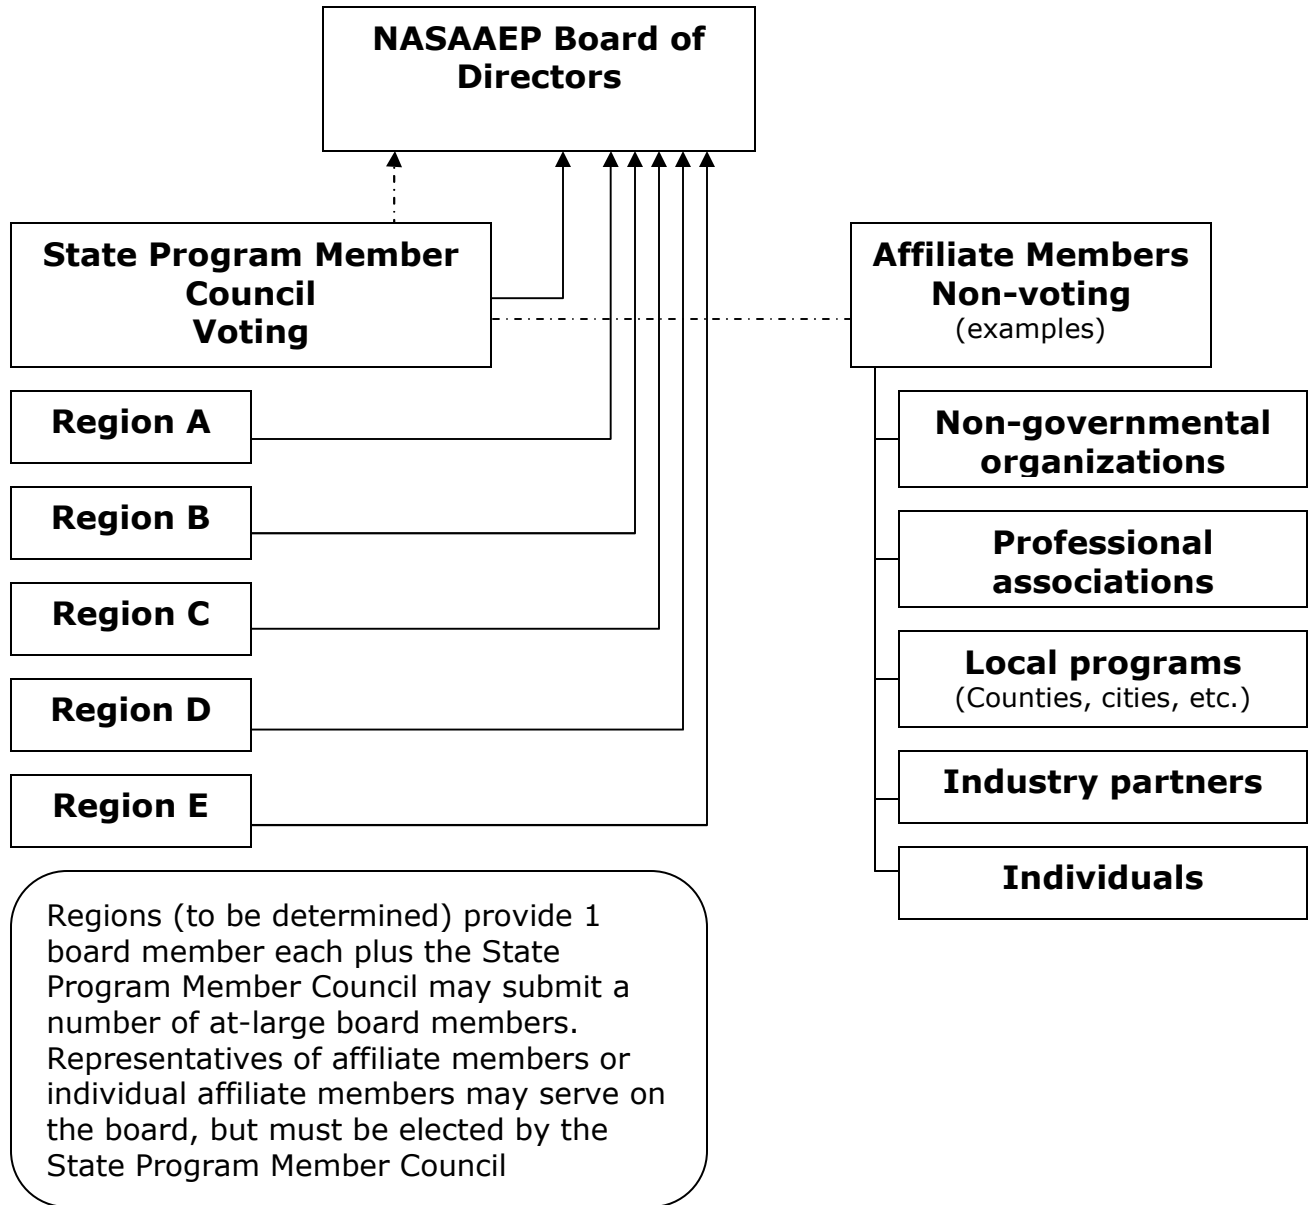 NASAAEP Board of
Directors
State Program Member
Council
Voting
Affiliate Members
Non-voting
(examples)
Region A
Region B
Region C
Region D
Region E
Non-governmental
organizations
Professional
associations
Local programs
(Counties, cities, etc.)
Industry partners
Individuals
Regions (to be determined) provide 1
board member each plus the State
Program Member Council may submit a
number of at-large board members.
Representatives of affiliate members or
individual affiliate members may serve on
the board, but must be elected by the
State Program Member Council